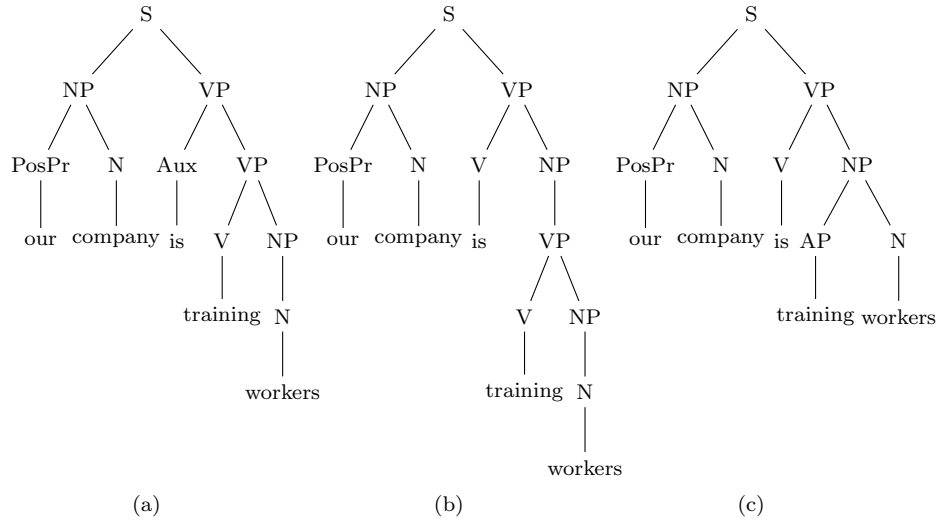 S S S
NP VP NP VP NP VP
PosPr N Aux VP PosPr N V NP PosPr N V NP
our company is V NP our company is VP our company is AP N
training N V NP training workers
workers training N
workers
(a) (b) (c)